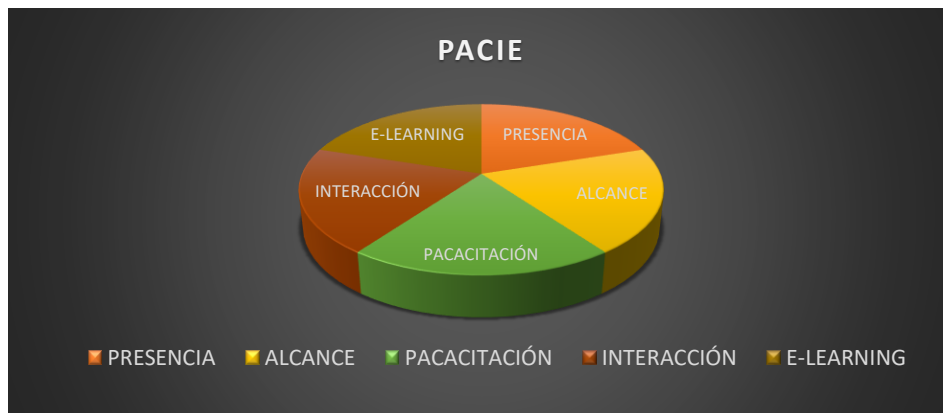 PACIE
E-LEARNING
PRESENCIA
INTERACCIÓN
ALCANCE
PACACITACIÓN
PRESENCIA ALCANCE PACACITACIÓN INTERACCIÓN E-LEARNING